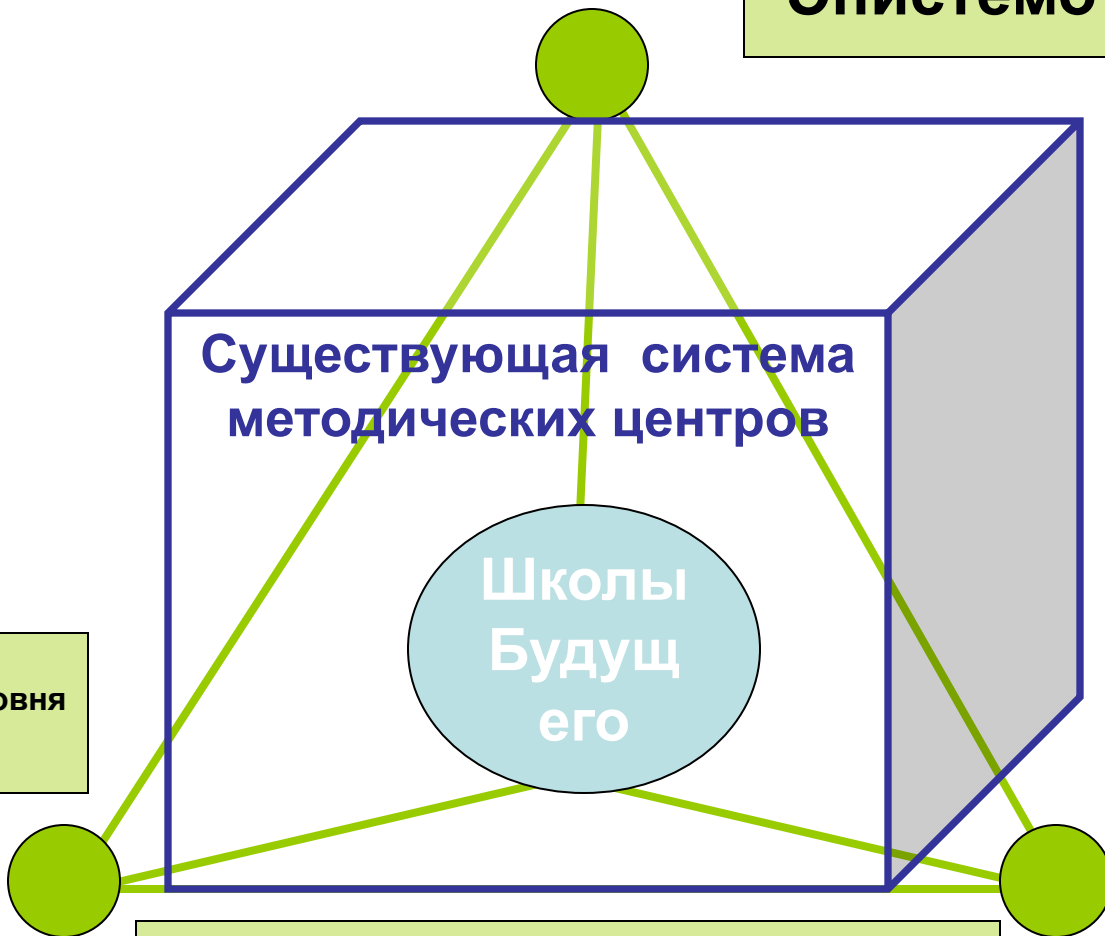 Существующая система
методических центров
Школы
Будущ
его